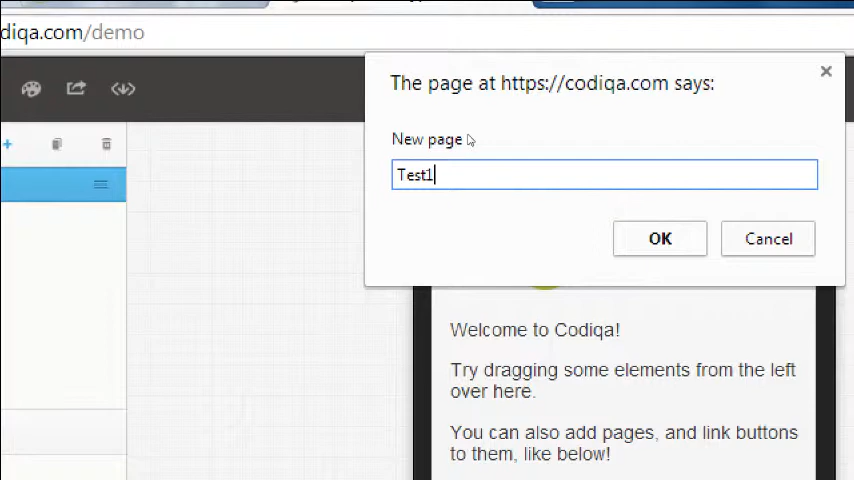 diqa.com/demo
The page at https://codiqa.com says:
New page
Test1
OK
Cancel
Welcome to Codiqa!
Try dragging some elements from the left
over here.
You can also add pages, and link buttons
to them, like below!